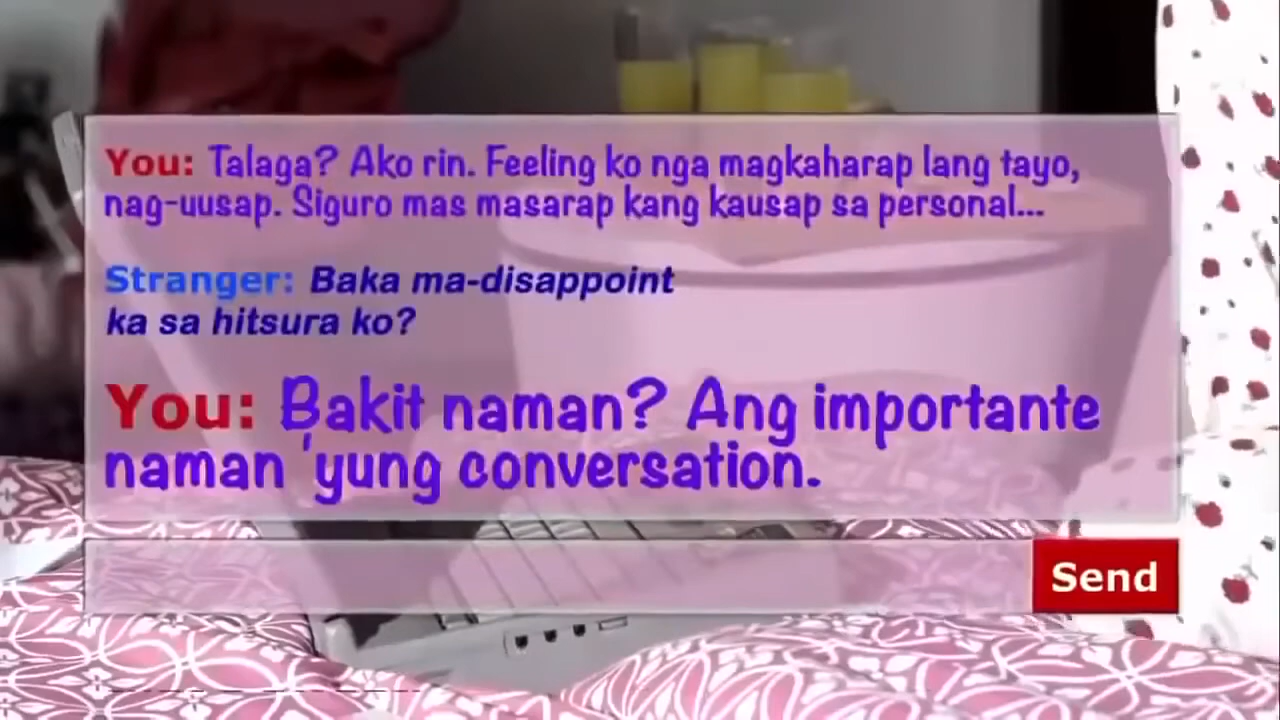 You: Talaga? Ako rin. Feeling ko nga magkaharap lang tayo,
nag-uusap. Siguro mas masarap kang kausap sa personal...
Stranger: Baka ma-disappoint
ka sa hitsura ko?
You: Bakit naman? Ang importante
naman 'yung conversation.
Send